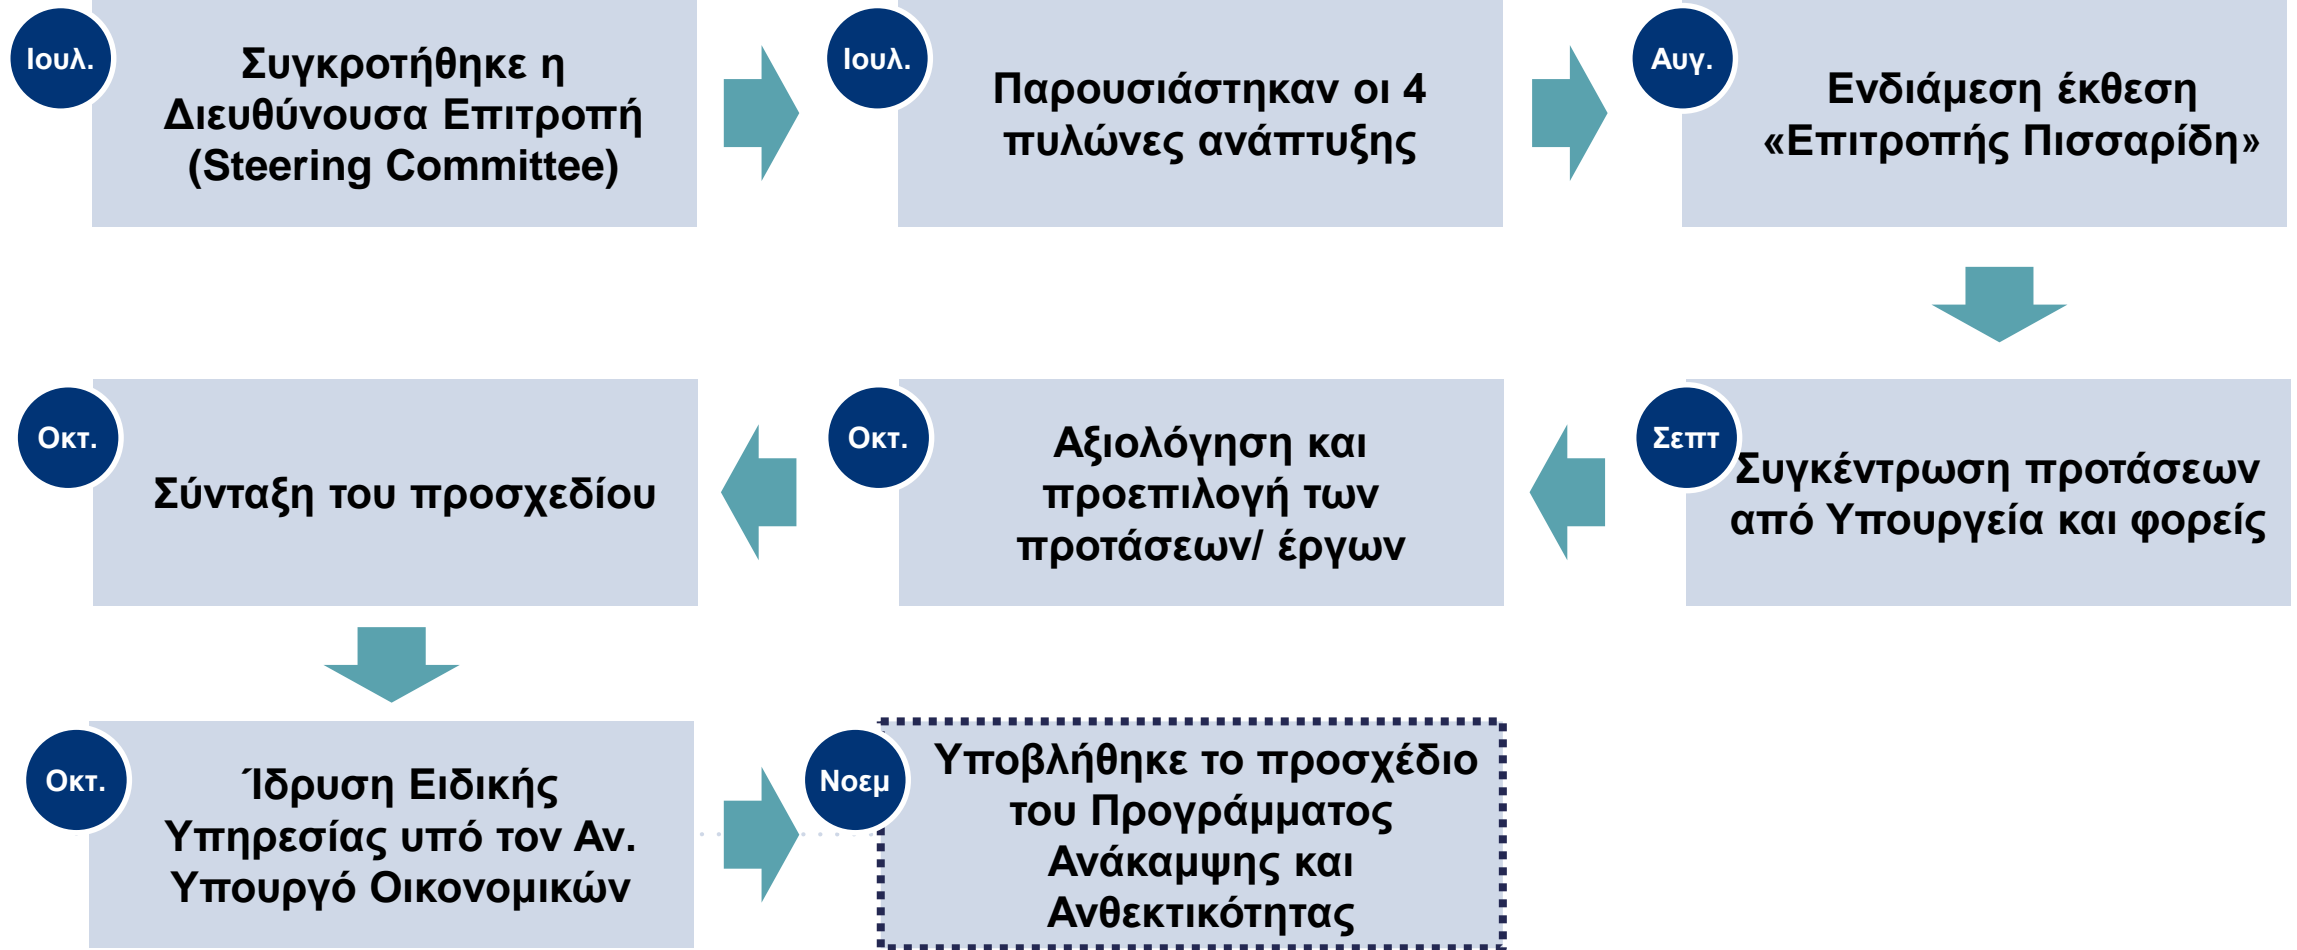 Ιουλ.
Συγκροτήθηκε η
Διευθύνουσα Επιτροπή
(Steering Committee)
Ιουλ.
Παρουσιάστηκαν οι 4
πυλώνες ανάπτυξης
Αυγ.
Ενδιάμεση έκθεση
«Επιτροπής Πισσαρίδη»
Σεπτ
Συγκέντρωση προτάσεων
από Υπουργεία και φορείς
Οκτ.
Αξιολόγηση και
προεπιλογή των
προτάσεων/ έργων
Οκτ.
Σύνταξη του προσχεδίου
Οκτ.
Ίδρυση Ειδικής
Υπηρεσίας υπό τον Αν.
Υπουργό Οικονομικών
Νοεμ
Υποβλήθηκε το προσχέδιο
του Προγράμματος
Ανάκαμψης και
Ανθεκτικότητας